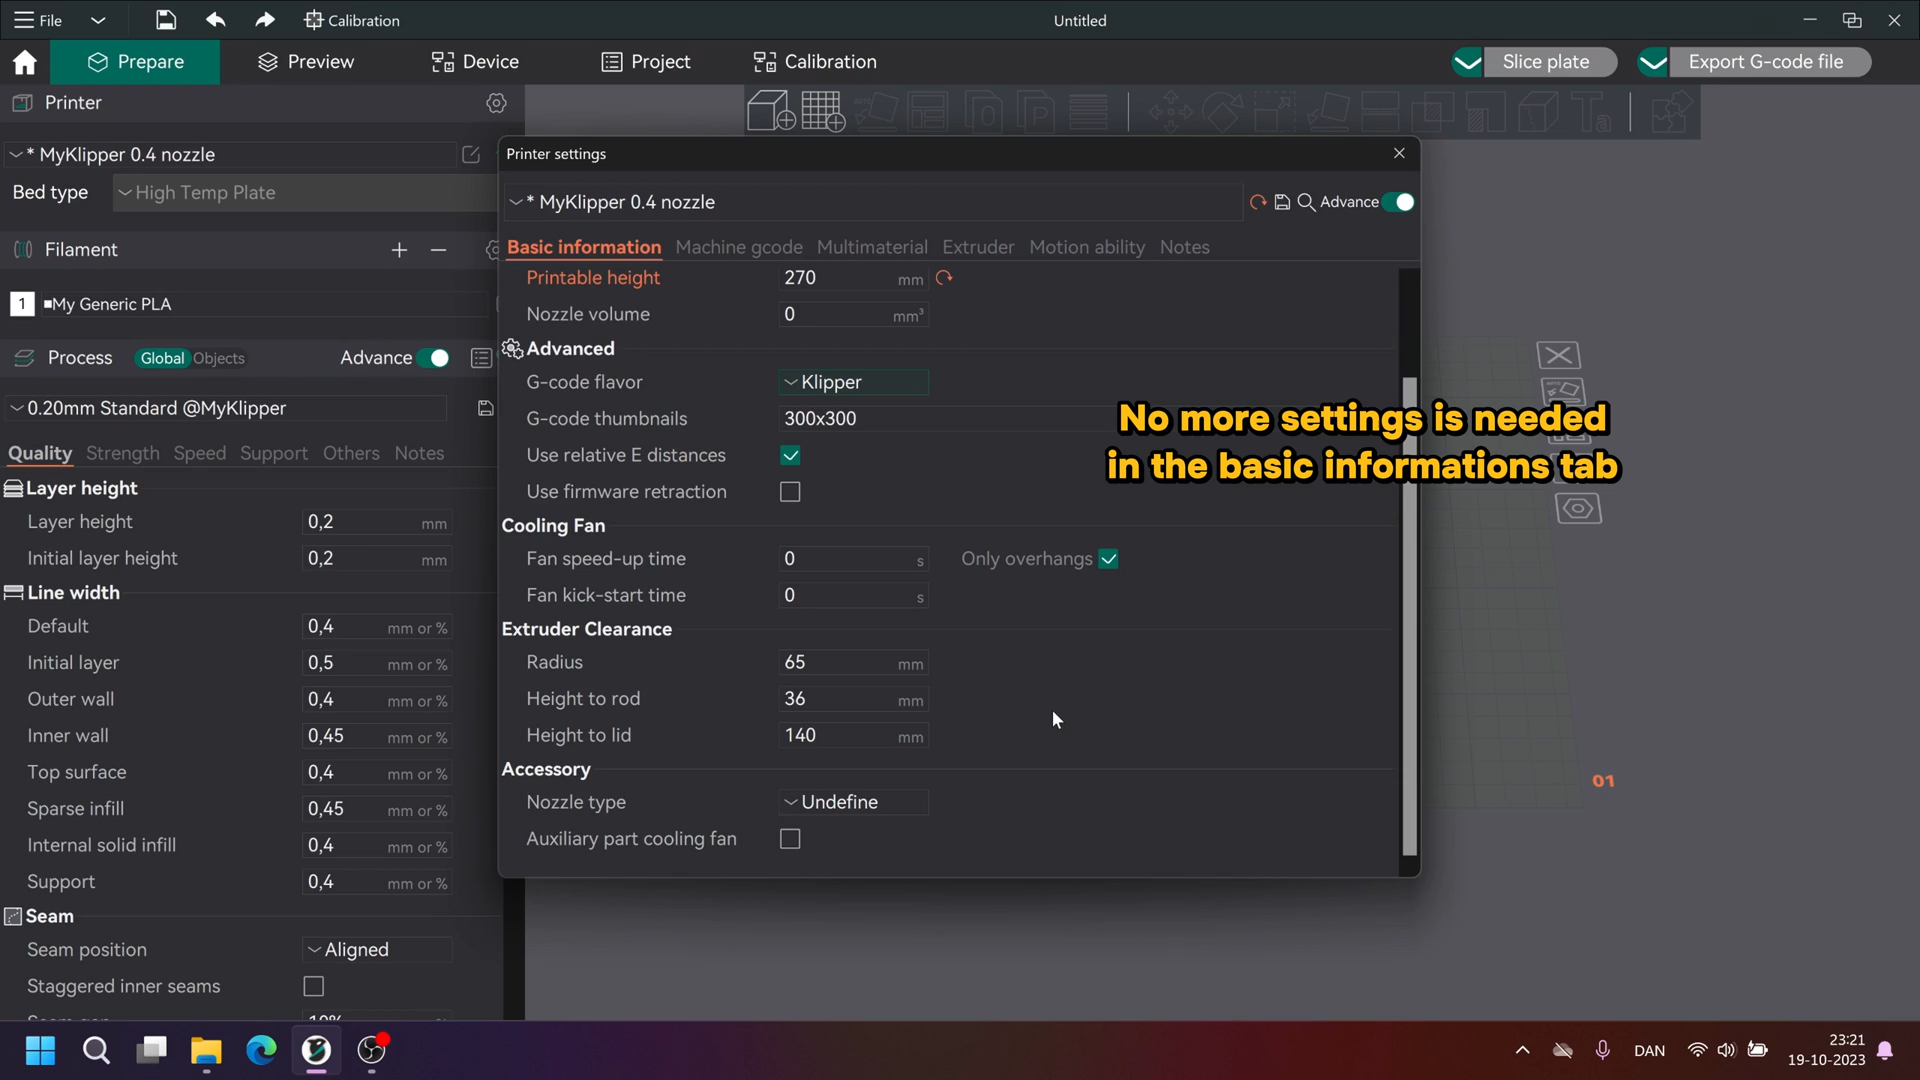 File
Calibration
Untitled
Prepare
Preview
Device
Project
Calibration
Slice plate
Export G-code file
Printer
* MyKlipper 0.4 nozzle
Bed type
High Temp Plate
Filament
1
My Generic PLA
Process
Global
Objects
Advance
0.20mm Standard @MyKlipper
Quality
Strength
Speed
Support
Others
Notes
Layer height
Layer height
0,2
mm
Initial layer height
0,2
mm
Line width
Default
0,4
mm or %
Initial layer
0,5
mm or %
Outer wall
0,4
mm or %
Inner wall
0,45
mm or %
Top surface
0,4
mm or %
Sparse infill
0,45
mm or %
Internal solid infill
0,4
mm or %
Support
0,4
mm or %
Seam
Seam position
Aligned
Staggered inner seams
Printer settings
* MyKlipper 0.4 nozzle
Advance
Basic information
Machine gcode
Multimaterial
Extruder
Motion ability
Notes
Printable height
270
mm
Nozzle volume
0
mm³
Advanced
G-code flavor
Klipper
G-code thumbnails
300x300
Use relative E distances
Use firmware retraction
Cooling Fan
Fan speed-up time
0
s
Only overhangs
Fan kick-start time
0
s
Extruder Clearance
Radius
65
mm
Height to rod
36
mm
Height to lid
140
mm
Accessory
Nozzle type
Undefine
Auxiliary part cooling fan
No more settings is needed
in the basic informations tab
01
DAN
23:21
19-10-2023